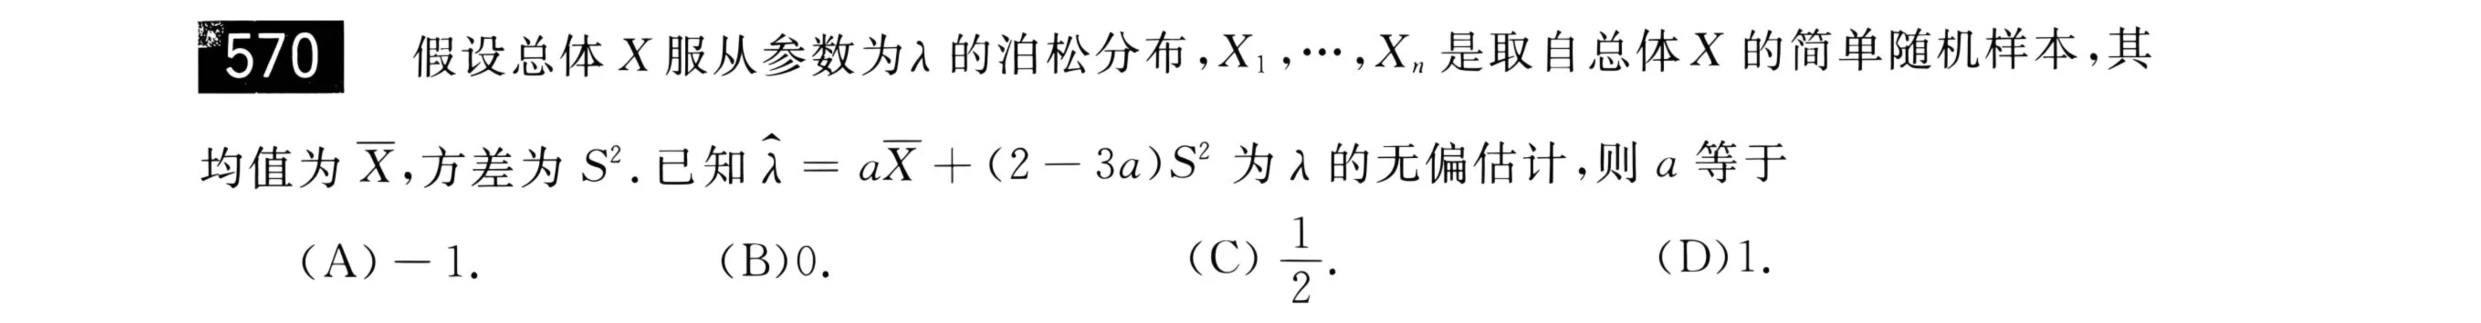 570 假设总体 X 服从参数为λ 的泊松分布,X₁,⋯,Xₙ 是取自总体 X 的简单随机样本,其
均值为 X̅,方差为 S². 已知 λ̂ = aX̅ + (2 − 3a)S² 为 λ 的无偏估计,则 a 等于
(A) − 1. (B)0. (C) 1/2. (D)1.